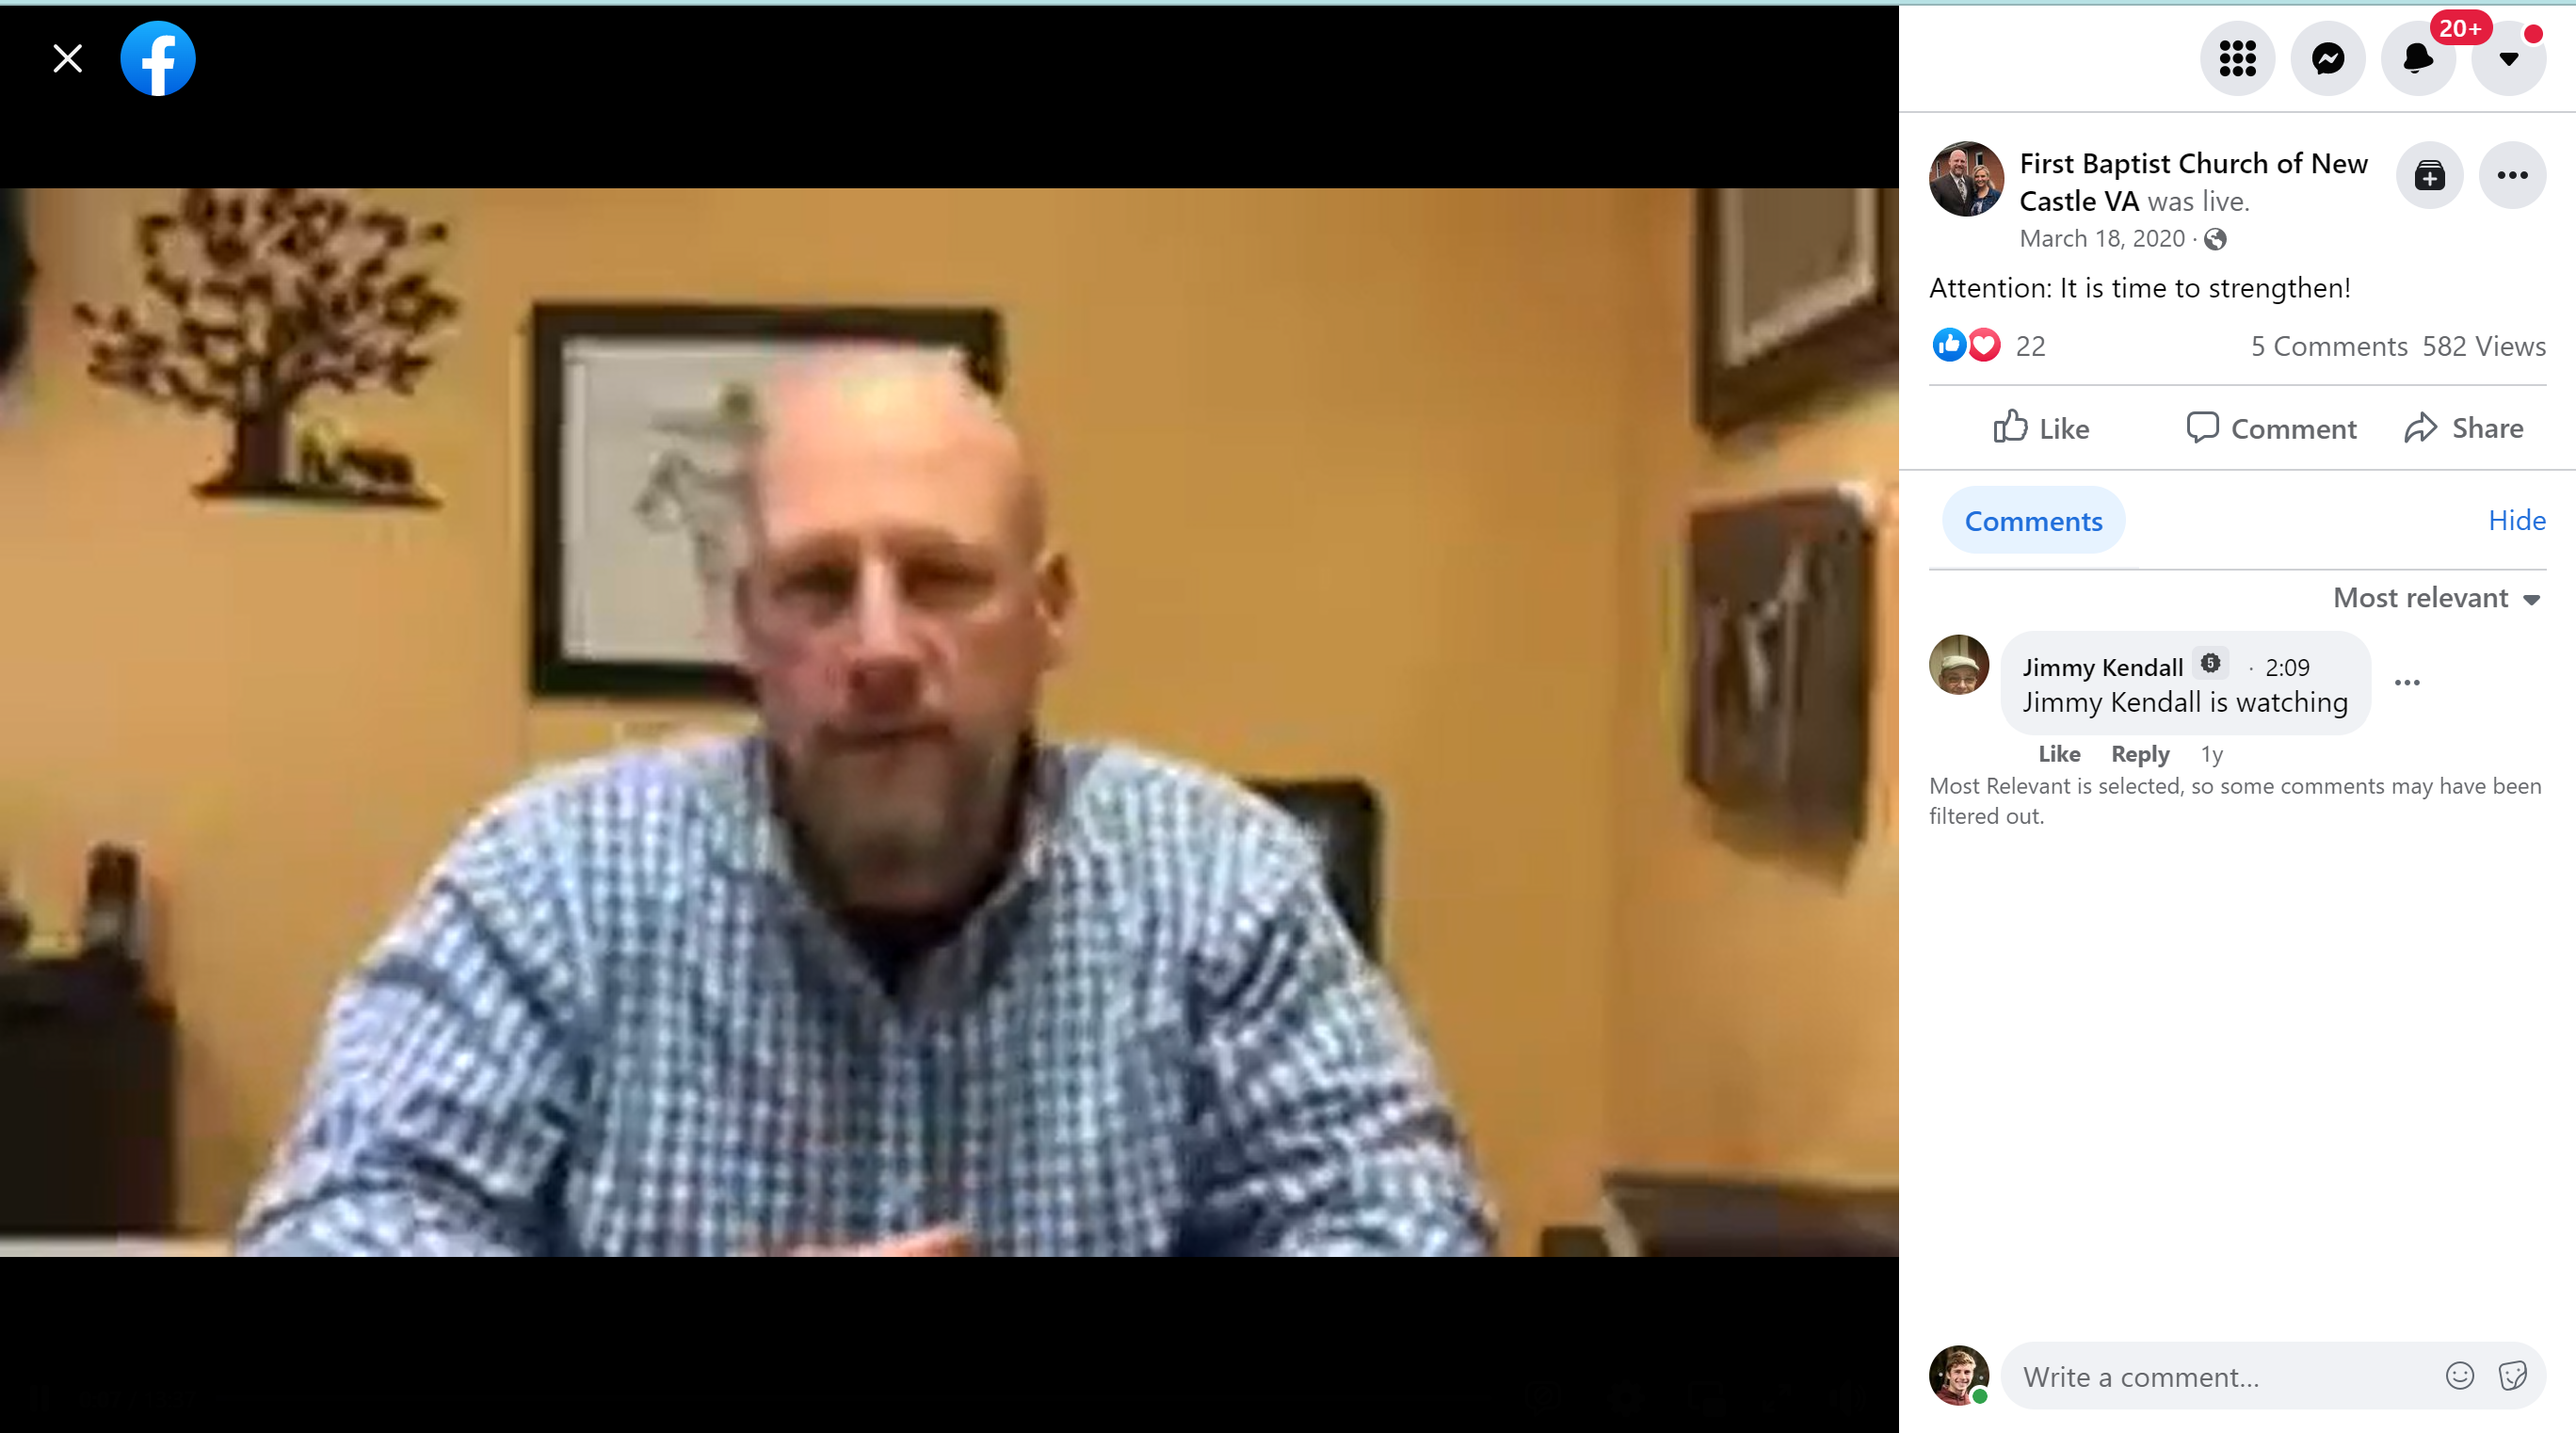 20+
First Baptist Church of New
Castle VA was live.
March 18, 2020 ·
Attention: It is time to strengthen!
22 5 Comments 582 Views
Like Comment Share
Comments Hide
Most relevant
Jimmy Kendall 5 · 2:09
Jimmy Kendall is watching
Like Reply 1y
Most Relevant is selected, so some comments may have been
filtered out.
Write a comment...